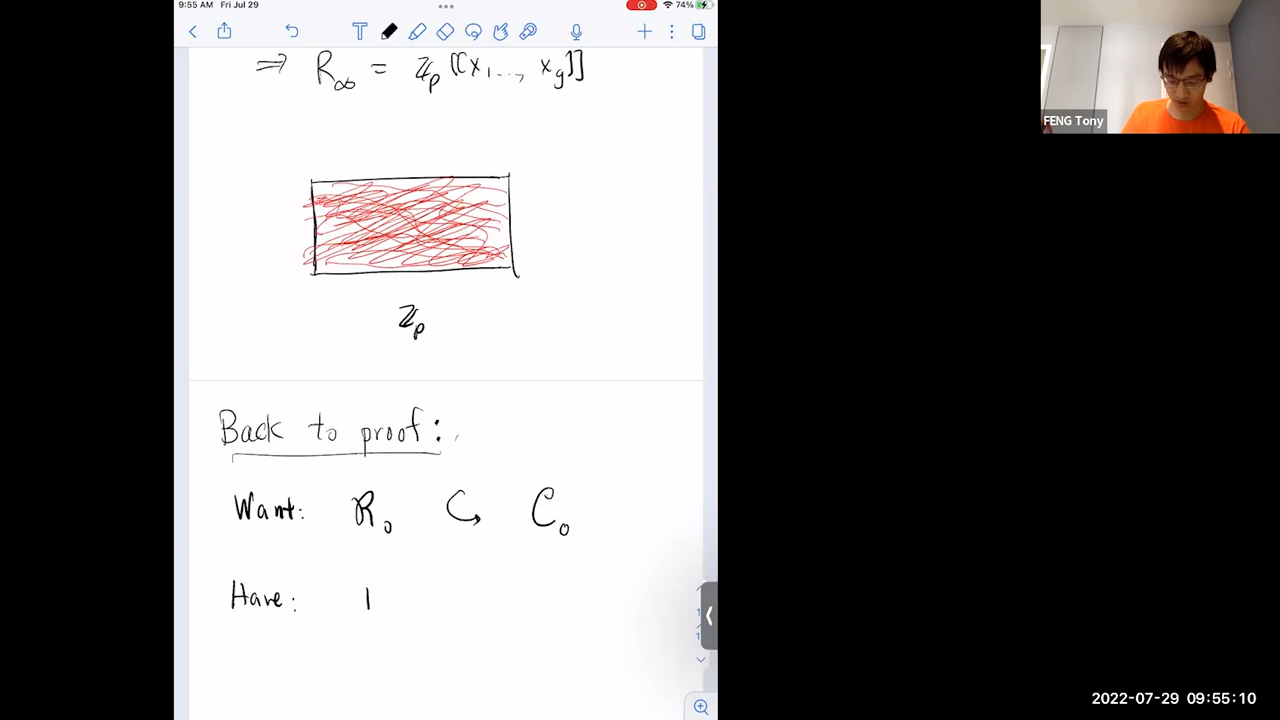 9:55 AM Fri Jul 29
74%
⇒ R∞ = ℤp[[x1..., xg]]
ℤp
Back to proof:
Want: R0 ↪ C0
Have: I
FENG Tony
2022-07-29 09:55:10